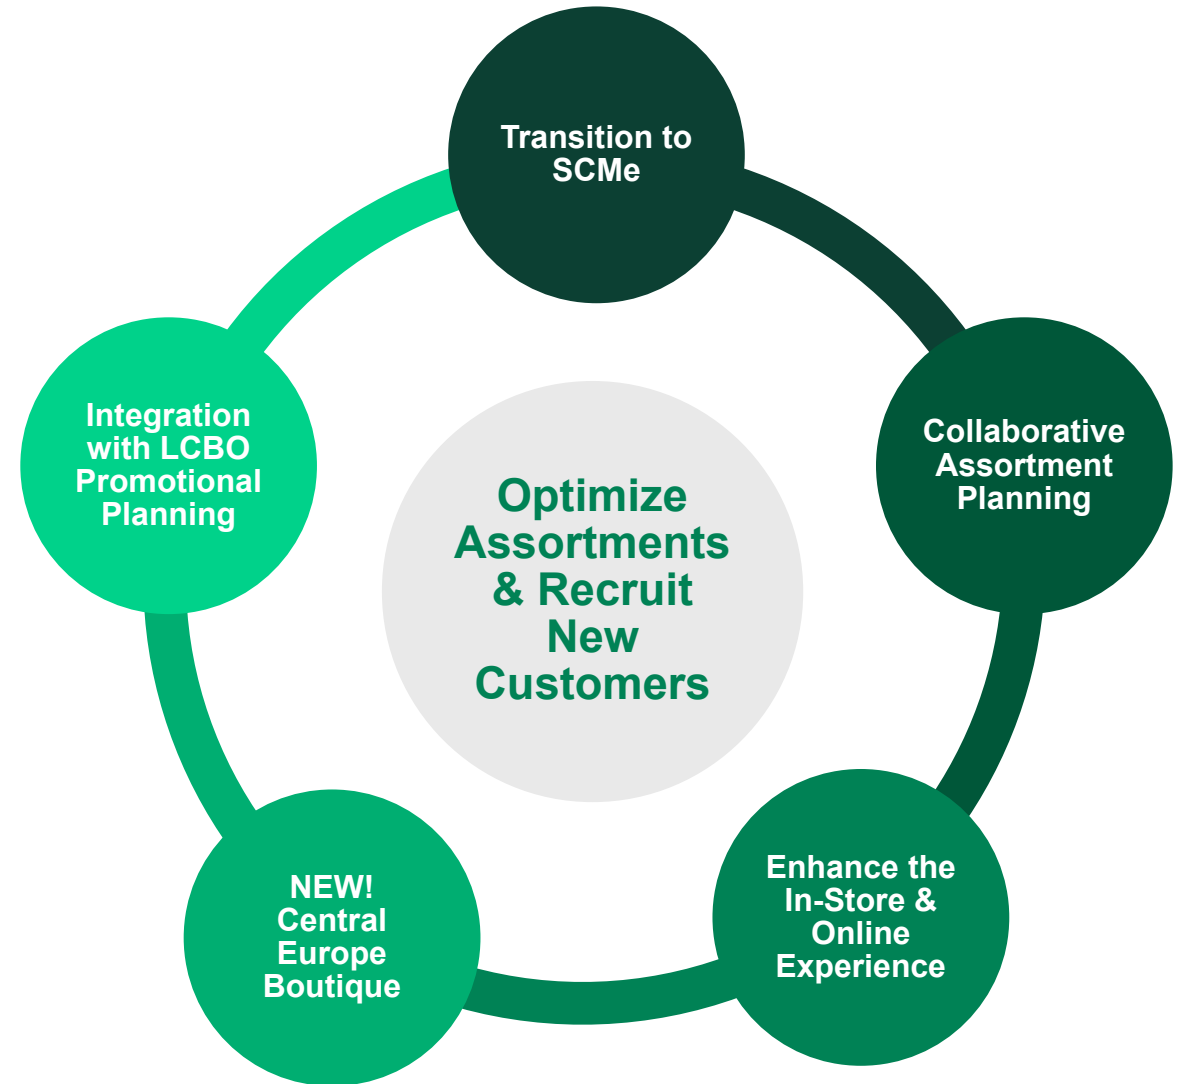 Transition to
SCMe
Collaborative
Assortment
Planning
Enhance the
In-Store &
Online
Experience
NEW!
Central
Europe
Boutique
Integration
with LCBO
Promotional
Planning
Optimize
Assortments
& Recruit
New
Customers